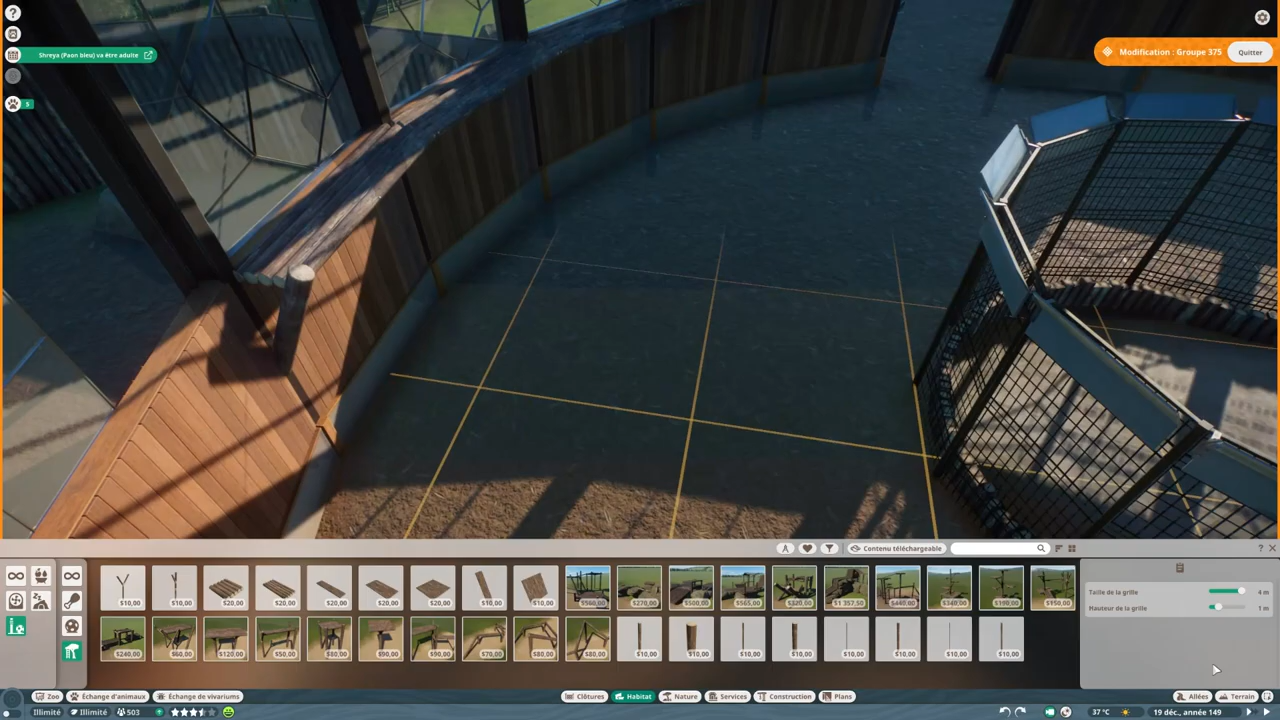 ?
Shreya (Paon bleu) va être adulte
5
Modification : Groupe 375
Quitter
Contenu téléchargeable
? ×
$10,00 $10,00 $20,00 $20,00 $20,00 $20,00 $20,00 $10,00 $10,00 $560,00 $270,00 $500,00 $565,00 $320,00 $1 357,50 $440,00 $340,00 $190,00 $150,00
$240,00 $60,00 $120,00 $50,00 $80,00 $90,00 $90,00 $70,00 $80,00 $80,00 $10,00 $10,00 $10,00 $10,00 $10,00 $10,00 $10,00 $10,00
Taille de la grille 4 m
Hauteur de la grille 1 m
Zoo Échange d'animaux Échange de vivariums Clôtures Habitat Nature Services Construction Plans Allées Terrain
Illimité Illimité 503 37 °C 19 déc., année 149